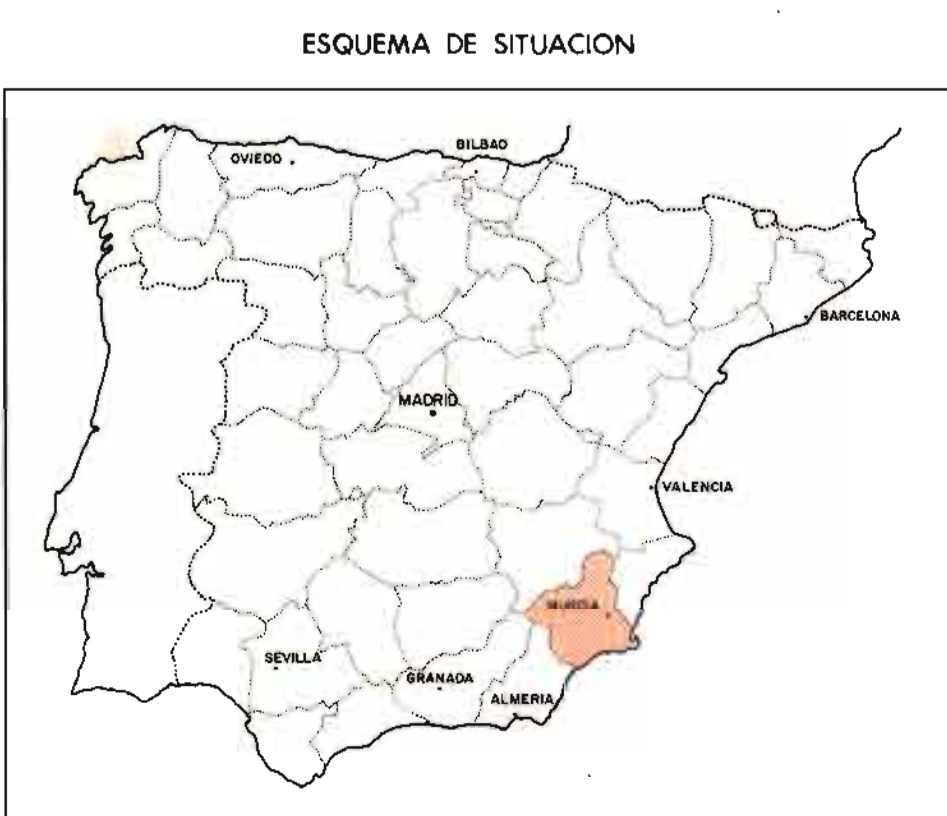 ESQUEMA DE SITUACION
BILBAO
OVIEDO
BARCELONA
MADRID
VALENCIA
MURCIA
SEVILLA
GRANADA
ALMERIA